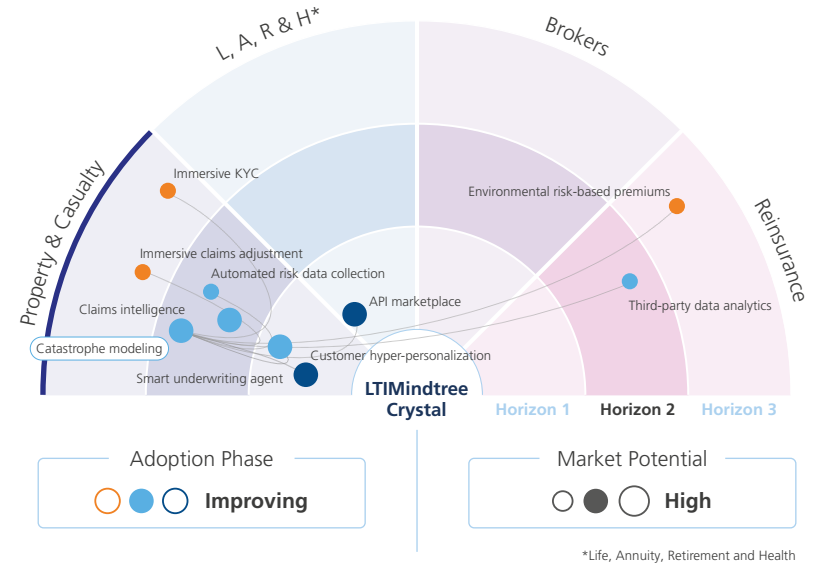 L, A, R & H*
Brokers
Property & Casualty
Reinsurance
Immersive KYC
Environmental risk-based premiums
Immersive claims adjustment
Automated risk data collection
Claims intelligence
API marketplace
Third-party data analytics
Catastrophe modeling
Customer hyper-personalization
Smart underwriting agent
LTIMindtree
Crystal
Horizon 1
Horizon 2
Horizon 3
Adoption Phase
Improving
Market Potential
High
*Life, Annuity, Retirement and Health